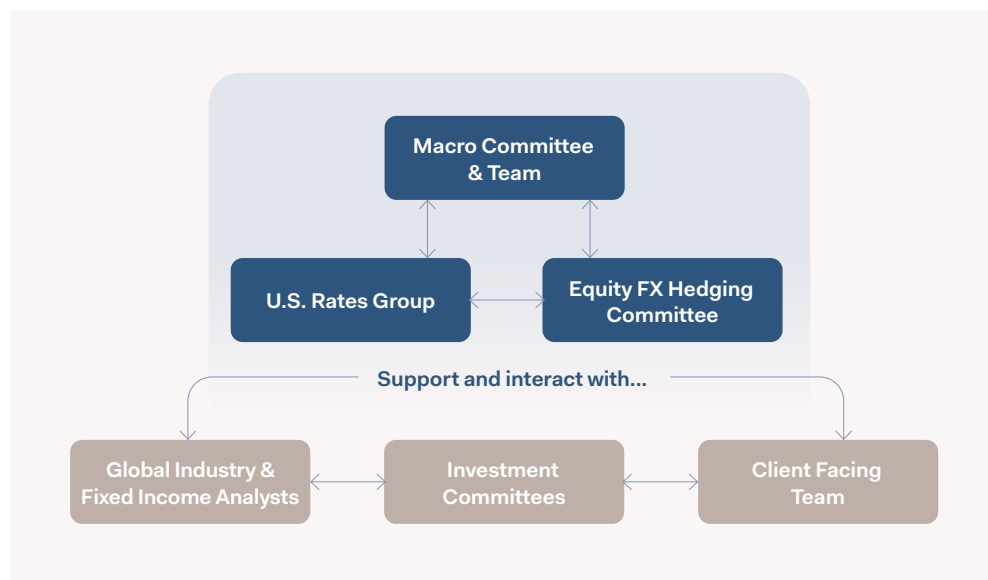 Macro Committee
& Team
U.S. Rates Group
Equity FX Hedging
Committee
Support and interact with...
Global Industry &
Fixed Income Analysts
Investment
Committees
Client Facing
Team